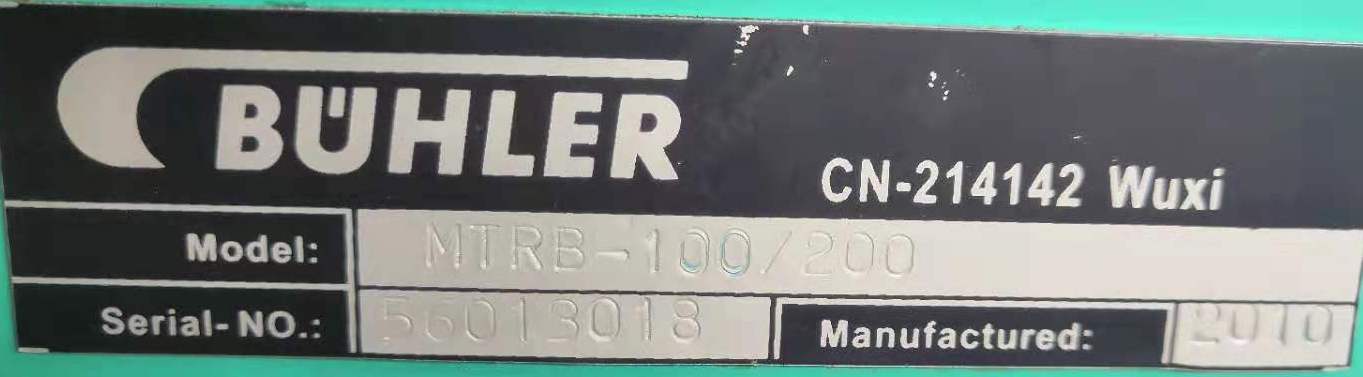 BÜHLER
CN-214142 Wuxi
Model: MTRB-100/200
Serial-NO.: 56013018 Manufactured: 2010